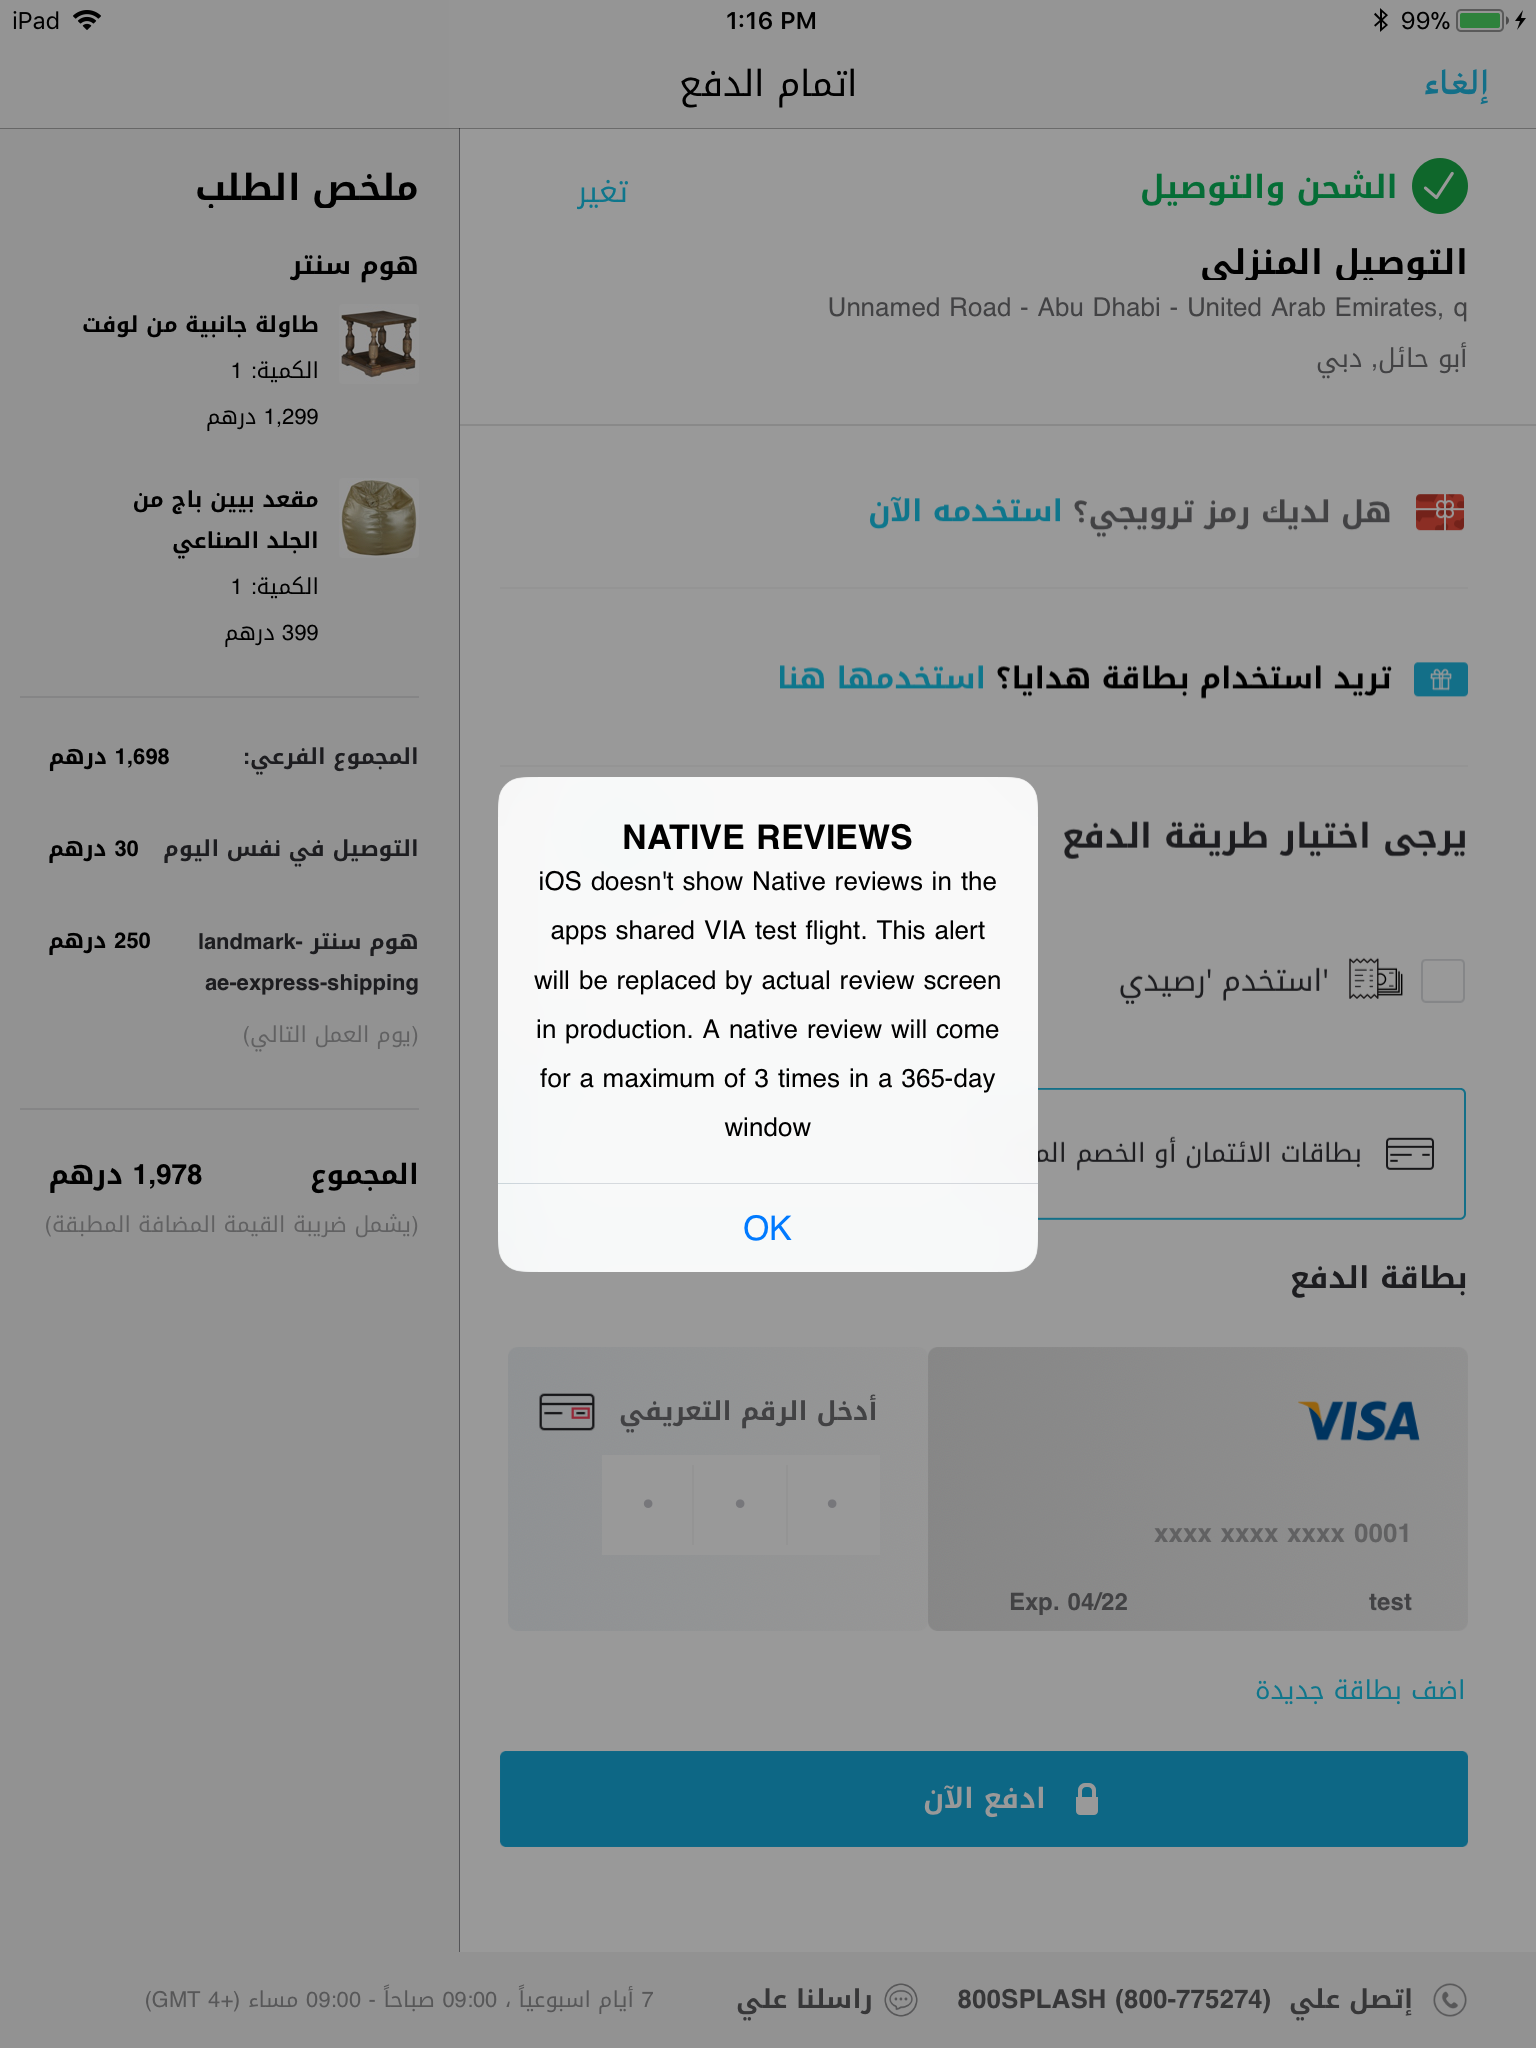 iPad
1:16 PM
99%
اتمام الدفع
إلغاء
الشحن والتوصيل
تغير
التوصيل المنزلي
Unnamed Road - Abu Dhabi - United Arab Emirates, q
أبو حائل, دبي
هل لديك رمز ترويجي؟ استخدمه الآن
تريد استخدام بطاقة هدايا؟ استخدمها هنا
يرجى اختيار طريقة الدفع
استخدم 'رصيدي'
بطاقات الائتمان أو الخصم
بطاقة الدفع
VISA
xxxx xxxx xxxx 0001
Exp. 04/22
test
أدخل الرقم التعريفي
اضف بطاقة جديدة
ادفع الآن
ملخص الطلب
هوم سنتر
طاولة جانبية من لوفت
الكمية: 1
1,299 درهم
مقعد بيين باج من
الجلد الصناعي
الكمية: 1
399 درهم
المجموع الفرعي: 1,698 درهم
التوصيل في نفس اليوم 30 درهم
هوم سنتر landmark- 250 درهم
ae-express-shipping
(يوم العمل التالي)
المجموع 1,978 درهم
(يشمل ضريبة القيمة المضافة المطبقة)
NATIVE REVIEWS
iOS doesn't show Native reviews in the
apps shared VIA test flight. This alert
will be replaced by actual review screen
in production. A native review will come
for a maximum of 3 times in a 365-day
window
OK
إتصل علي 800SPLASH (800-775274)
راسلنا علي
7 أيام اسبوعياً ، 09:00 صباحاً - 09:00 مساء (GMT 4+)